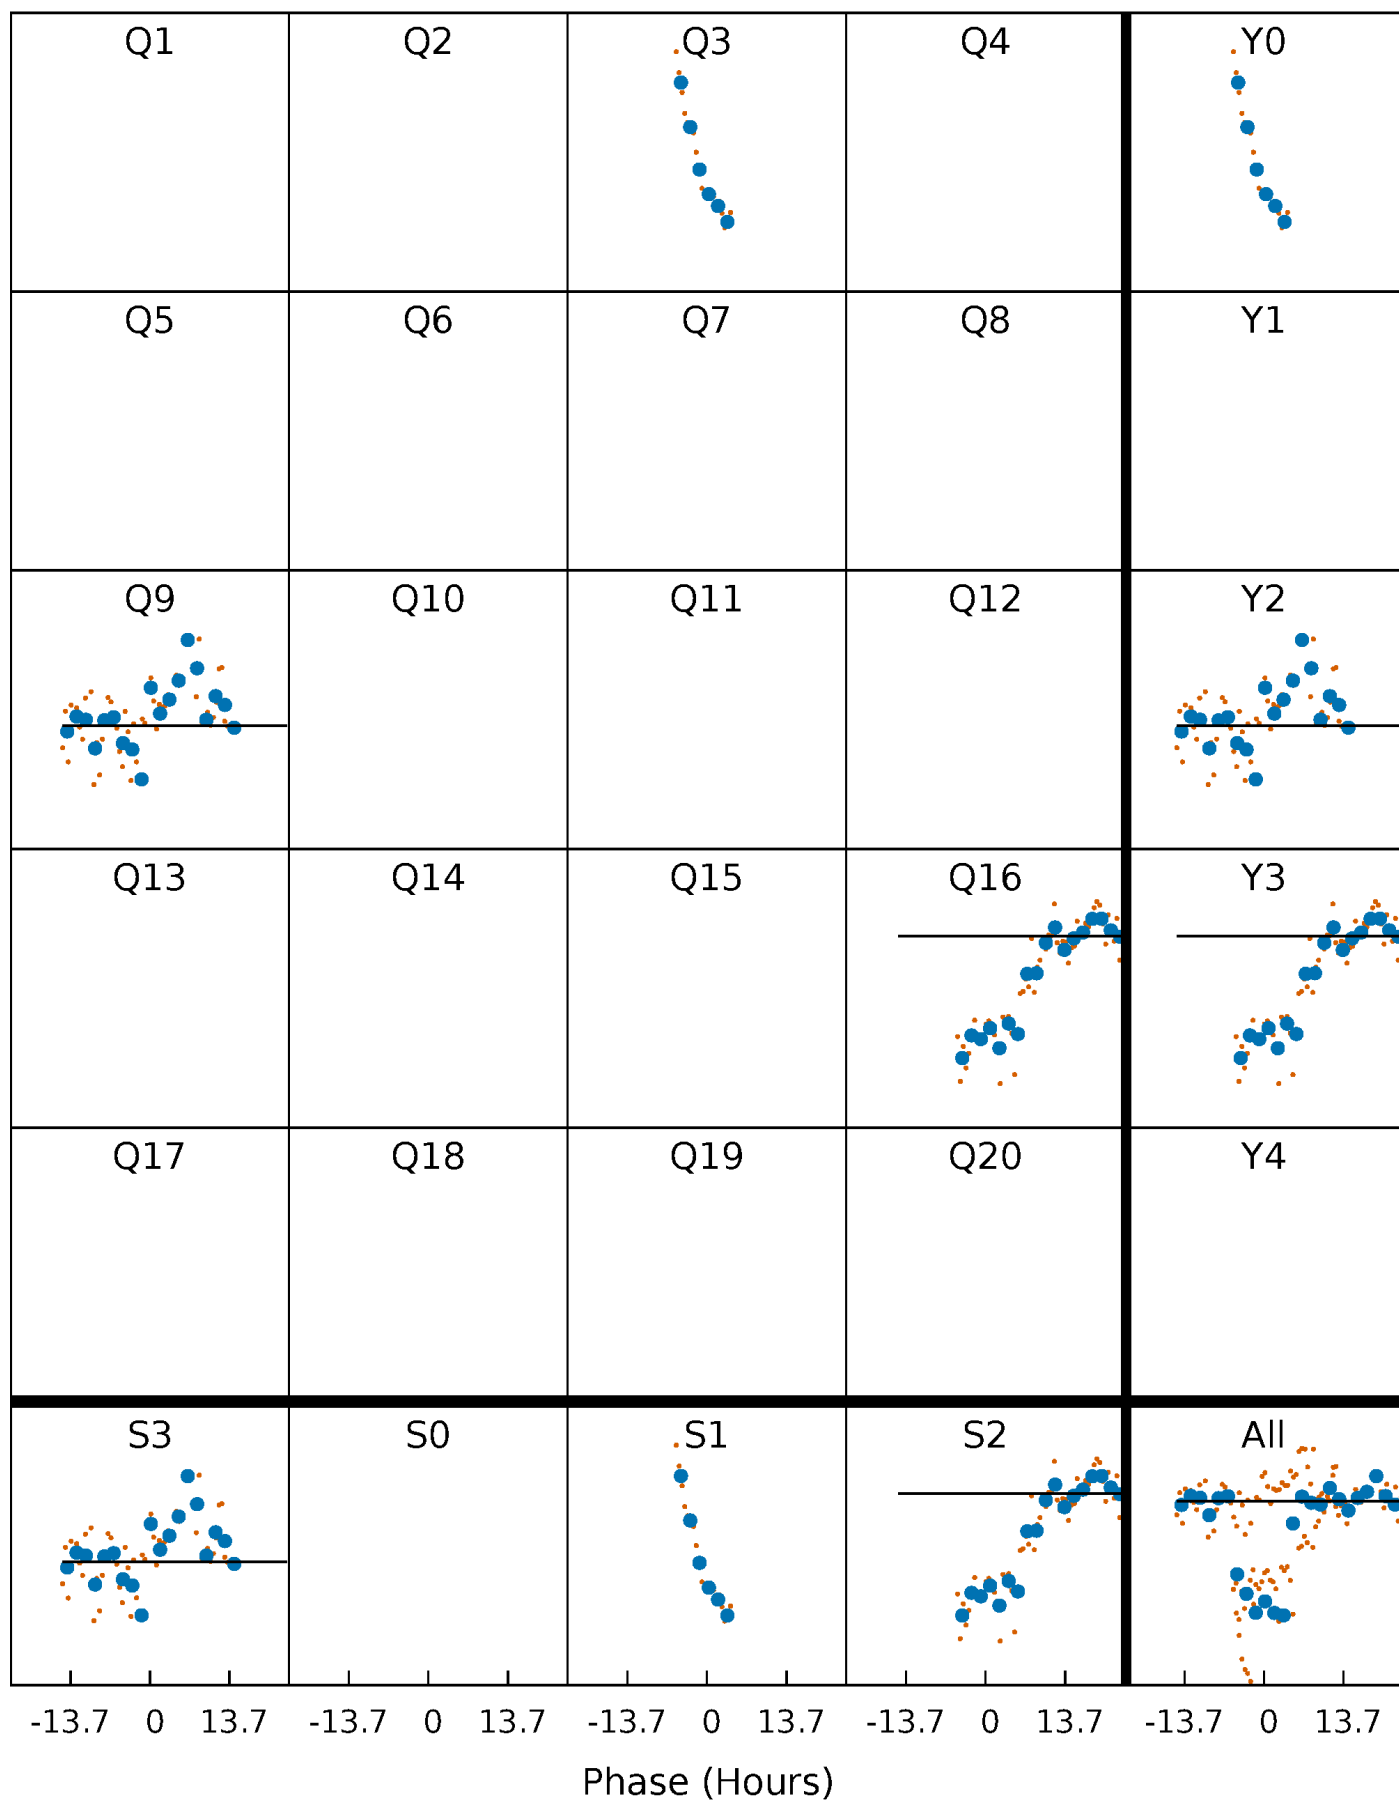 Q1 Q2 Q3 Q4 Y0
Q5 Q6 Q7 Q8 Y1
Q9 Q10 Q11 Q12 Y2
Q13 Q14 Q15 Q16 Y3
Q17 Q18 Q19 Q20 Y4
S3 S0 S1 S2 All
-13.7 0 13.7 -13.7 0 13.7 -13.7 0 13.7 -13.7 0 13.7 -13.7 0 13.7
Phase (Hours)